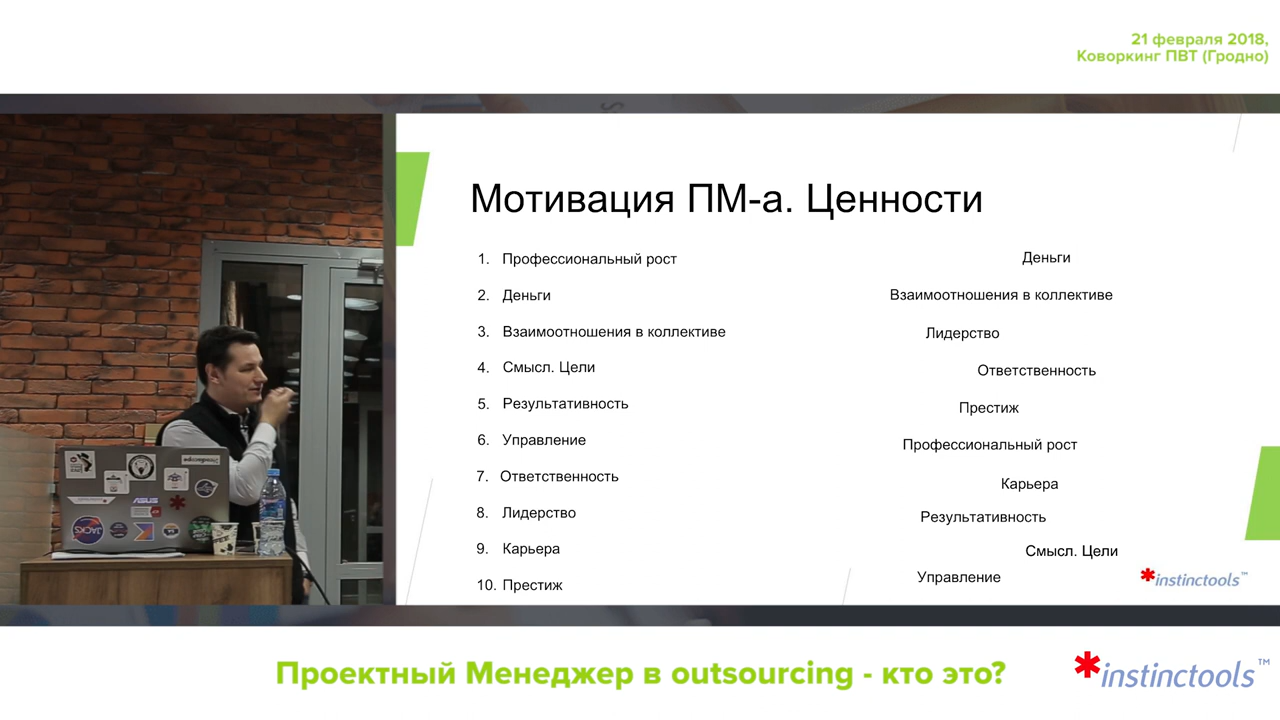 21 февраля 2018,
Коворкинг ПВТ (Гродно)
Мотивация ПМ-а. Ценности
1. Профессиональный рост
2. Деньги
3. Взаимоотношения в коллективе
4. Смысл. Цели
5. Результативность
6. Управление
7. Ответственность
8. Лидерство
9. Карьера
10. Престиж
Деньги
Взаимоотношения в коллективе
Лидерство
Ответственность
Престиж
Профессиональный рост
Карьера
Результативность
Смысл. Цели
Управление
*instinctools™
ASUS
JACKS
Проектный Менеджер в outsourcing - кто это?
*instinctools™